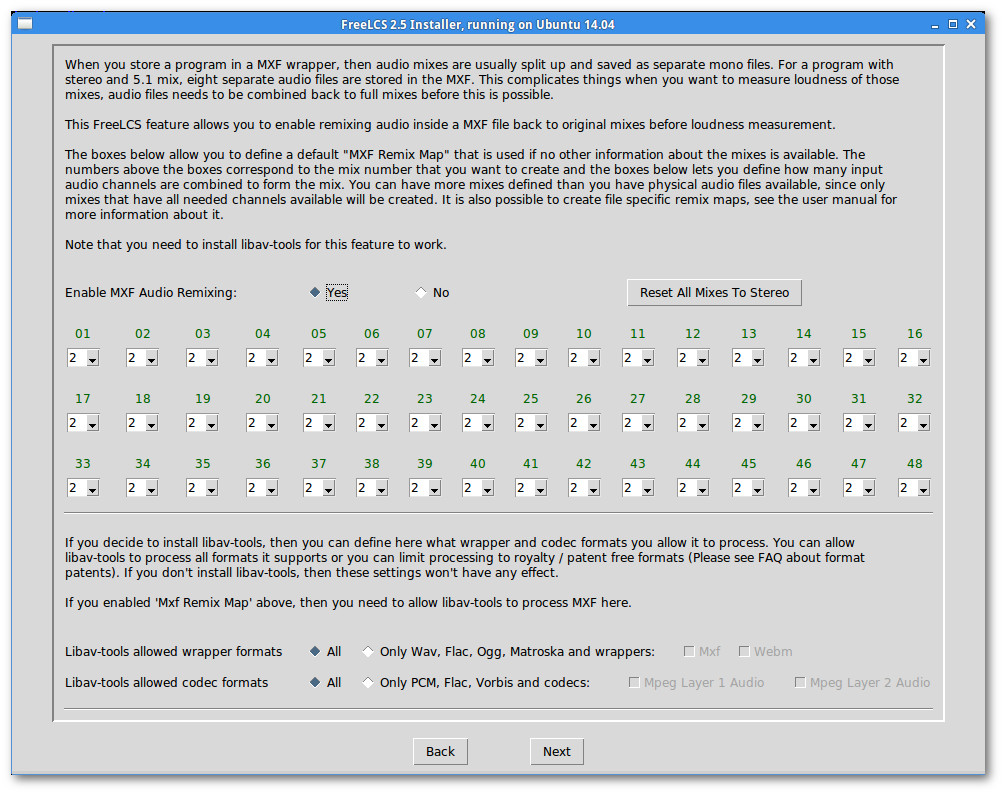 FreeLCS 2.5 Installer, running on Ubuntu 14.04
When you store a program in a MXF wrapper, then audio mixes are usually split up and saved as separate mono files. For a program with
stereo and 5.1 mix, eight separate audio files are stored in the MXF. This complicates things when you want to measure loudness of those
mixes, audio files needs to be combined back to full mixes before this is possible.
This FreeLCS feature allows you to enable remixing audio inside a MXF file back to original mixes before loudness measurement.
The boxes below allow you to define a default "MXF Remix Map" that is used if no other information about the mixes is available. The
numbers above the boxes correspond to the mix number that you want to create and the boxes below lets you define how many input
audio channels are combined to form the mix. You can have more mixes defined than you have physical audio files available, since only
mixes that have all needed channels available will be created. It is also possible to create file specific remix maps, see the user manual for
more information about it.
Note that you need to install libav-tools for this feature to work.
Enable MXF Audio Remixing: Yes No Reset All Mixes To Stereo
01 02 03 04 05 06 07 08 09 10 11 12 13 14 15 16
2 2 2 2 2 2 2 2 2 2 2 2 2 2 2 2
17 18 19 20 21 22 23 24 25 26 27 28 29 30 31 32
2 2 2 2 2 2 2 2 2 2 2 2 2 2 2 2
33 34 35 36 37 38 39 40 41 42 43 44 45 46 47 48
2 2 2 2 2 2 2 2 2 2 2 2 2 2 2 2
If you decide to install libav-tools, then you can define here what wrapper and codec formats you allow it to process. You can allow
libav-tools to process all formats it supports or you can limit processing to royalty / patent free formats (Please see FAQ about format
patents). If you don't install libav-tools, then these settings won't have any effect.
If you enabled 'Mxf Remix Map' above, then you need to allow libav-tools to process MXF here.
Libav-tools allowed wrapper formats All Only Wav, Flac, Ogg, Matroska and wrappers: Mxf Webm
Libav-tools allowed codec formats All Only PCM, Flac, Vorbis and codecs: Mpeg Layer 1 Audio Mpeg Layer 2 Audio
Back Next